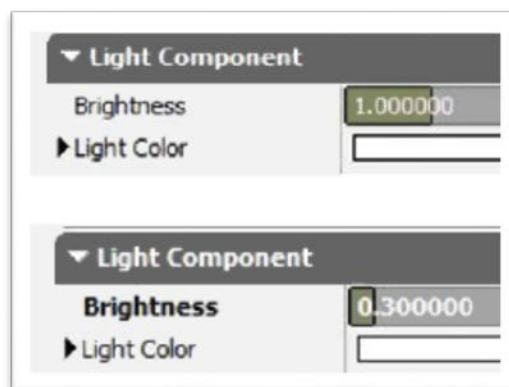 Light Component
Brightness 1.000000
Light Color
Light Component
Brightness 0.300000
Light Color